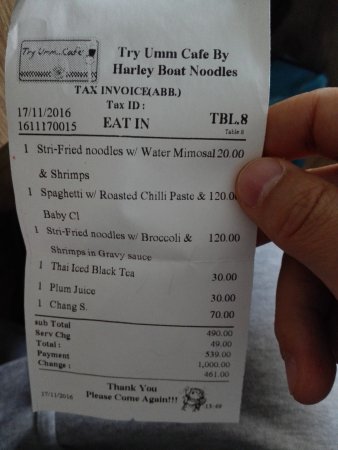 Try Umm Cafe
Try Umm Cafe By
Harley Boat Noodles
TAX INVOICE(ABB.)
Tax ID :
17/11/2016
1611170015 EAT IN TBL.8
Table 8
1 Stri-Fried noodles w/ Water Mimosa 120.00
& Shrimps
1 Spaghetti w/ Roasted Chilli Paste & 120.00
Baby Cl
1 Stri-Fried noodles w/ Broccoli & 120.00
Shrimps in Gravy sauce
1 Thai Iced Black Tea 30.00
1 Plum Juice 30.00
1 Chang S. 70.00
sub Total 490.00
Serv Chg 49.00
Total : 539.00
Payment 1,000.00
Change : 461.00
Thank You
Please Come Again!!!
17/11/2016 15:49